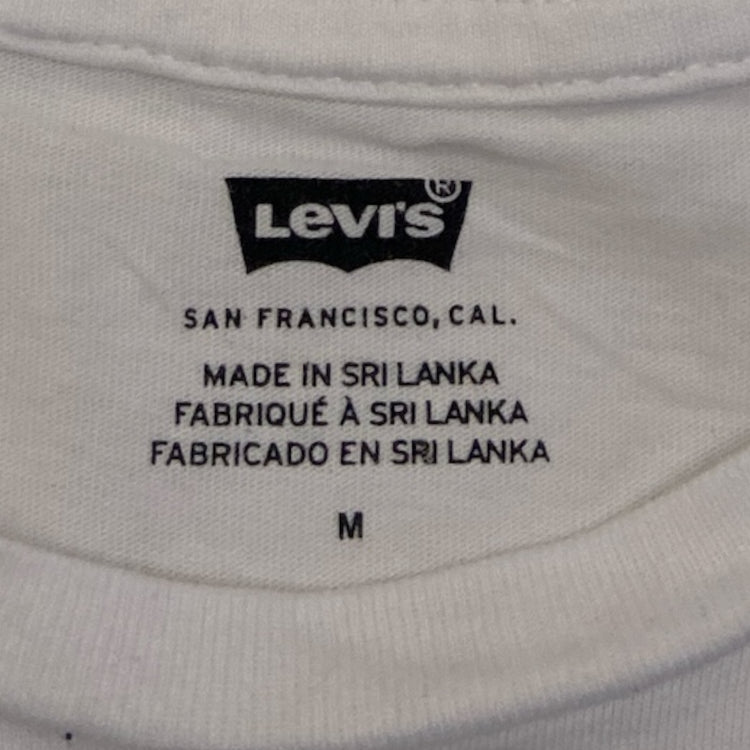 Levi's®
SAN FRANCISCO, CAL.
MADE IN SRI LANKA
FABRIQUÉ À SRI LANKA
FABRICADO EN SRI LANKA
M